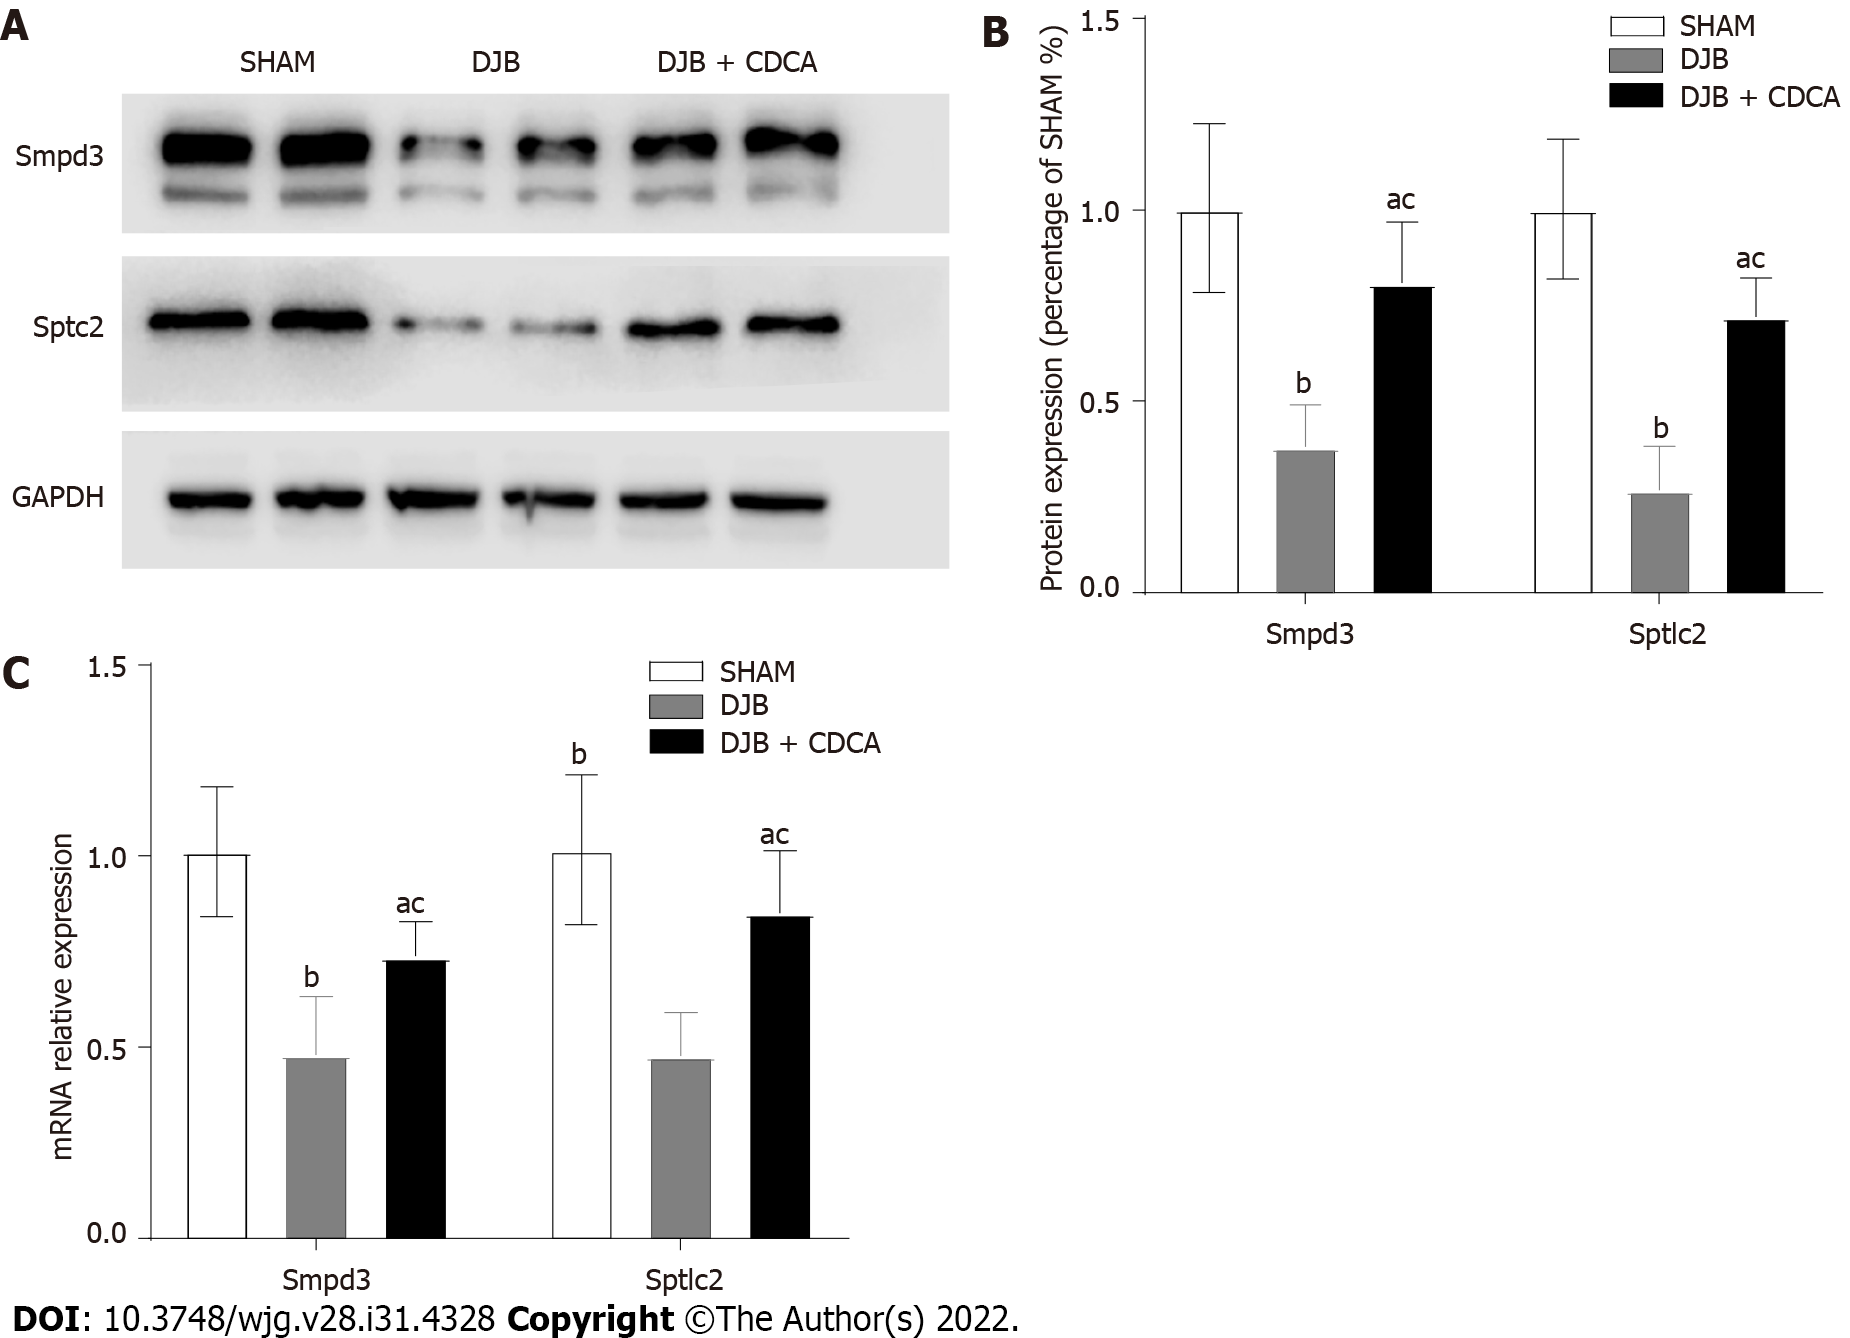 A
SHAM DJB DJB + CDCA
Smpd3
Sptc2
GAPDH
B
Protein expression (percentage of SHAM %)
1.5
1.0
0.5
0.0
SHAM
DJB
DJB + CDCA
b
ac
b
ac
Smpd3 Sptlc2
C
mRNA relative expression
1.5
1.0
0.5
0.0
SHAM
DJB
DJB + CDCA
b
ac
b
ac
Smpd3 Sptlc2
DOI: 10.3748/wjg.v28.i31.4328 Copyright ©The Author(s) 2022.